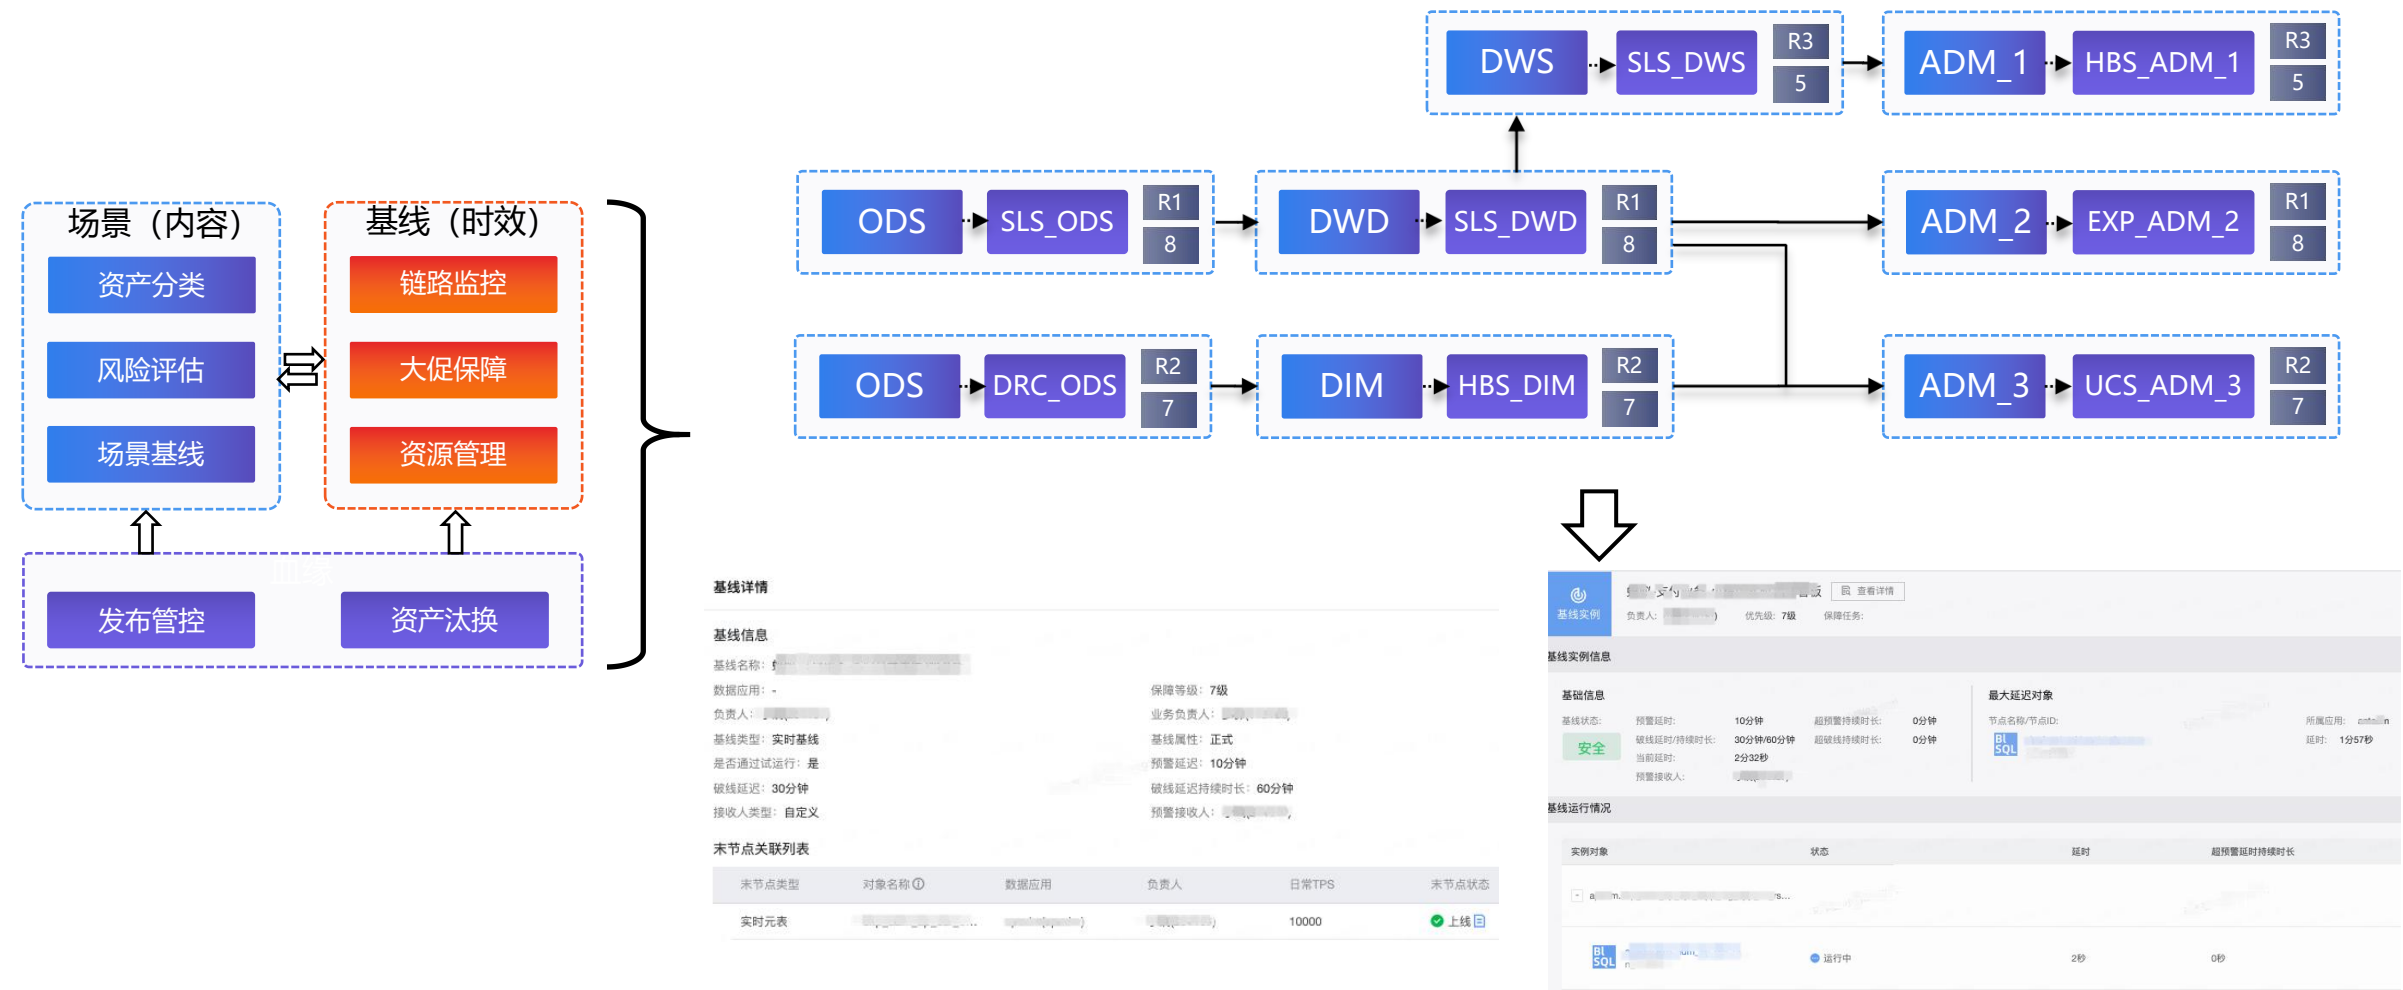 场景（内容）
资产分类
风险评估
场景基线
基线（时效）
链路监控
大促保障
资源管理
血缘
发布管控
资产汰换
DWS
SLS_DWS
R3
5
ADM_1
HBS_ADM_1
R3
5
ODS
SLS_ODS
R1
8
DWD
SLS_DWD
R1
8
ADM_2
EXP_ADM_2
R1
8
ODS
DRC_ODS
R2
7
DIM
HBS_DIM
R2
7
ADM_3
UCS_ADM_3
R2
7
基线详情
基线信息
基线名称：
数据应用： -
保障等级： 7级
负责人：
业务负责人：
基线类型： 实时基线
基线属性： 正式
是否通过试运行： 是
预警延迟： 10分钟
破线延迟： 30分钟
破线延迟持续时长： 60分钟
接收人类型： 自定义
预警接收人：
末节点关联列表
末节点类型 对象名称 数据应用 负责人 日常TPS 末节点状态
实时元表 10000 上线
基线实例
查看详情
负责人： 优先级: 7级 保障任务:
基线实例信息
基础信息
基线状态:
安全
预警延时: 10分钟 超预警持续时长: 0分钟
破线延时/持续时长: 30分钟/60分钟 超破线持续时长: 0分钟
当前延时: 2分32秒
预警接收人:
最大延迟对象
节点名称/节点ID: 所属应用:
BI
SQL
延时: 1分57秒
基线运行情况
实例对象 状态 延时 超预警延时持续时长
BI
SQL
运行中 2秒 0秒